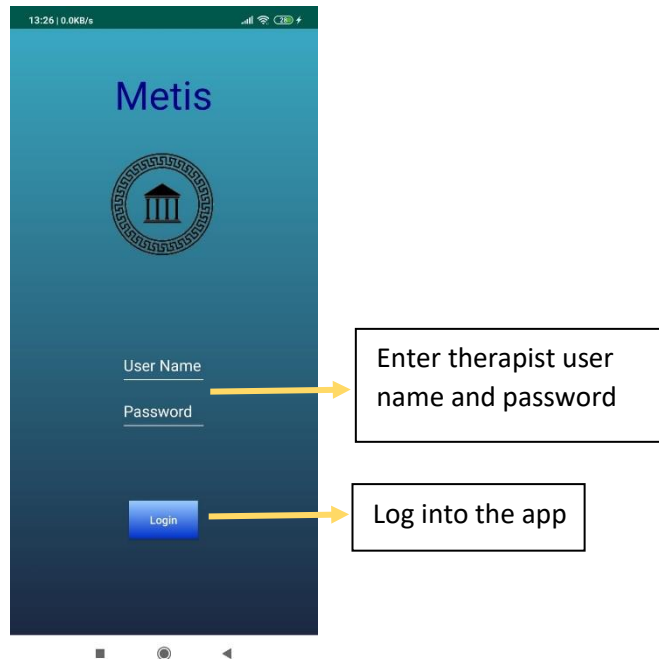 13:26 | 0.0KB/s
28
Metis
User Name
Password
Login
Enter therapist user
name and password
Log into the app